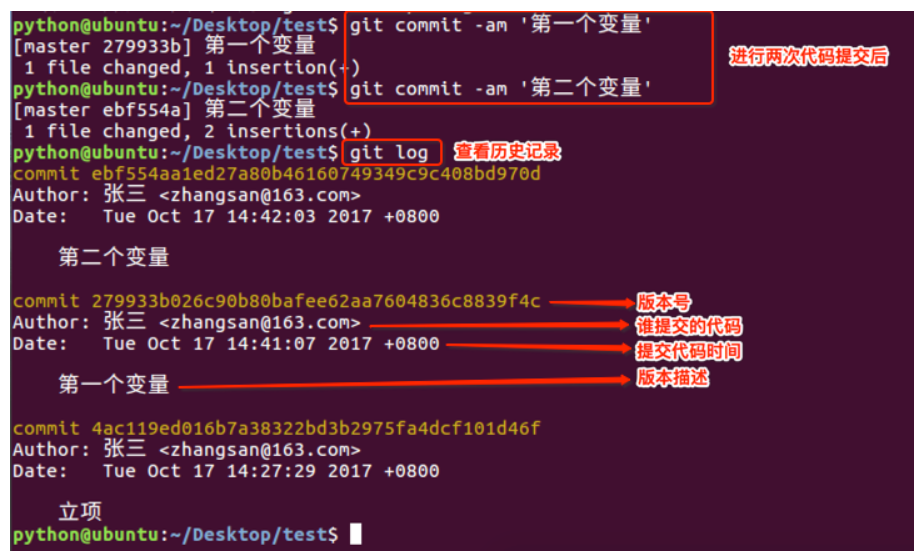 python@ubuntu:~/Desktop/test$ git commit -am '第一个变量'
[master 279933b] 第一个变量
1 file changed, 1 insertion(+)
进行两次代码提交后
python@ubuntu:~/Desktop/test$ git commit -am '第二个变量'
[master ebf554a] 第二个变量
1 file changed, 2 insertions(+)
python@ubuntu:~/Desktop/test$ git log 查看历史记录
commit ebf554aa1ed27a80b46160749349c9c408bd970d
Author: 张三 <zhangsan@163.com>
Date: Tue Oct 17 14:42:03 2017 +0800
第二个变量
commit 279933b026c90b80bafee62aa7604836c8839f4c 版本号
Author: 张三 <zhangsan@163.com> 谁提交的代码
Date: Tue Oct 17 14:41:07 2017 +0800 提交代码时间
第一个变量 版本描述
commit 4ac119ed016b7a38322bd3b2975fa4dcf101d46f
Author: 张三 <zhangsan@163.com>
Date: Tue Oct 17 14:27:29 2017 +0800
立项
python@ubuntu:~/Desktop/test$